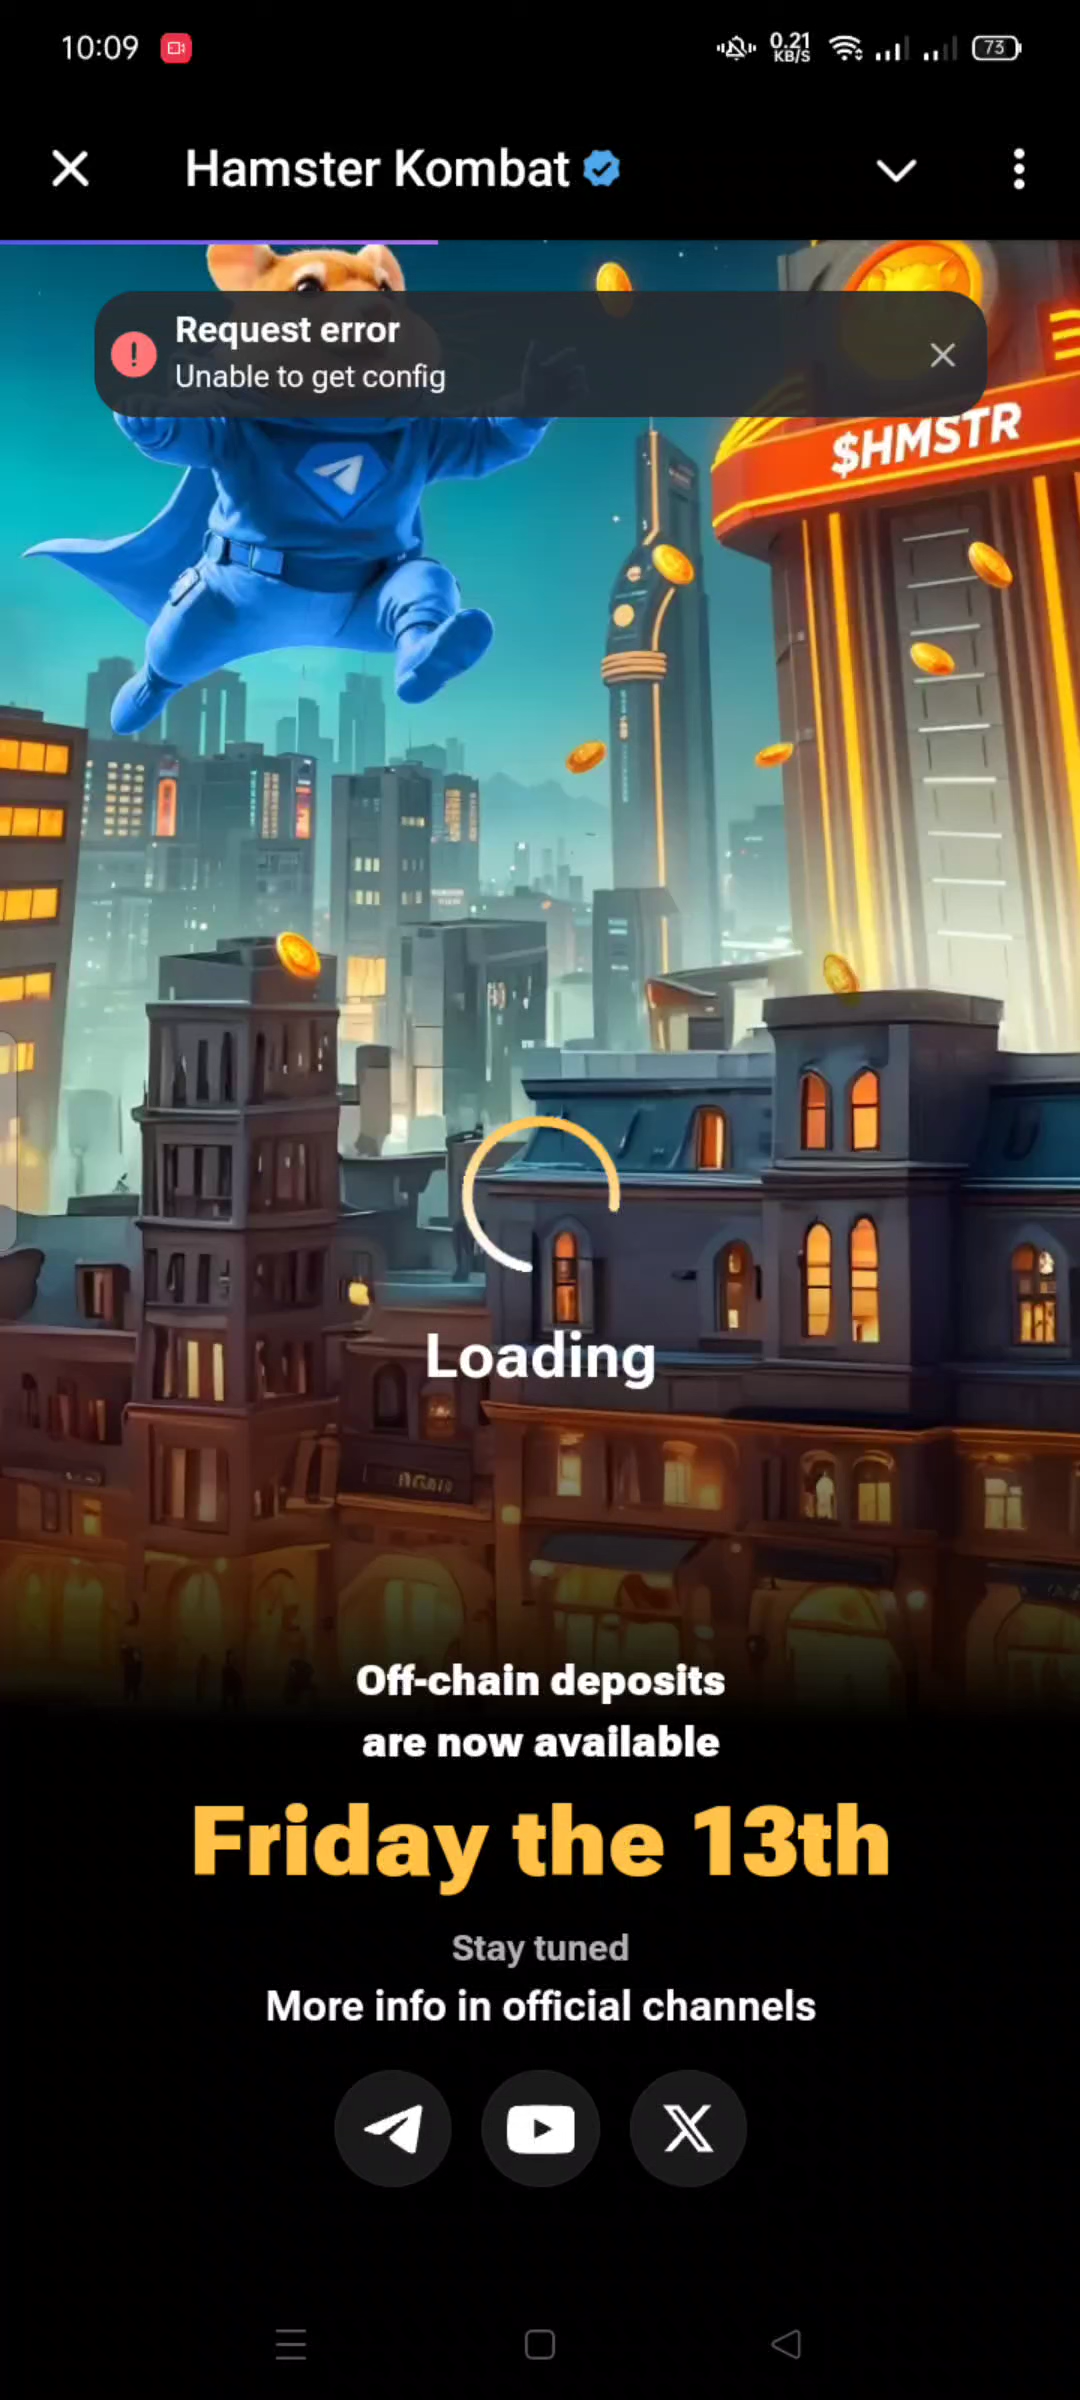 10:09
0.21
KB/S
73
Hamster Kombat
Request error
Unable to get config
$HMSTR
Loading
Off-chain deposits
are now available
Friday the 13th
Stay tuned
More info in official channels